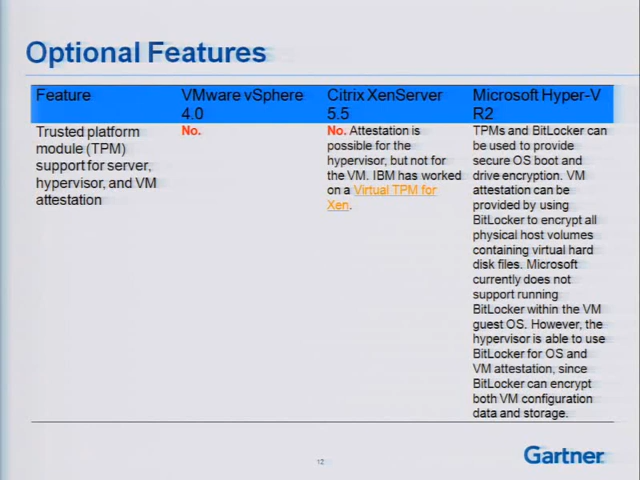 Optional Features
Feature
VMware vSphere
4.0
Citrix XenServer
5.5
Microsoft Hyper-V
R2
Trusted platform
module (TPM)
support for server,
hypervisor, and VM
attestation
No.
No. Attestation is
possible for the
hypervisor, but not for
the VM. IBM has worked
on a Virtual TPM for
Xen.
TPMs and BitLocker can
be used to provide
secure OS boot and
drive encryption. VM
attestation can be
provided by using
BitLocker to encrypt all
physical host volumes
containing virtual hard
disk files. Microsoft
currently does not
support running
BitLocker within the VM
guest OS. However, the
hypervisor is able to use
BitLocker for OS and
VM attestation, since
BitLocker can encrypt
both VM configuration
data and storage.
12
Gartner